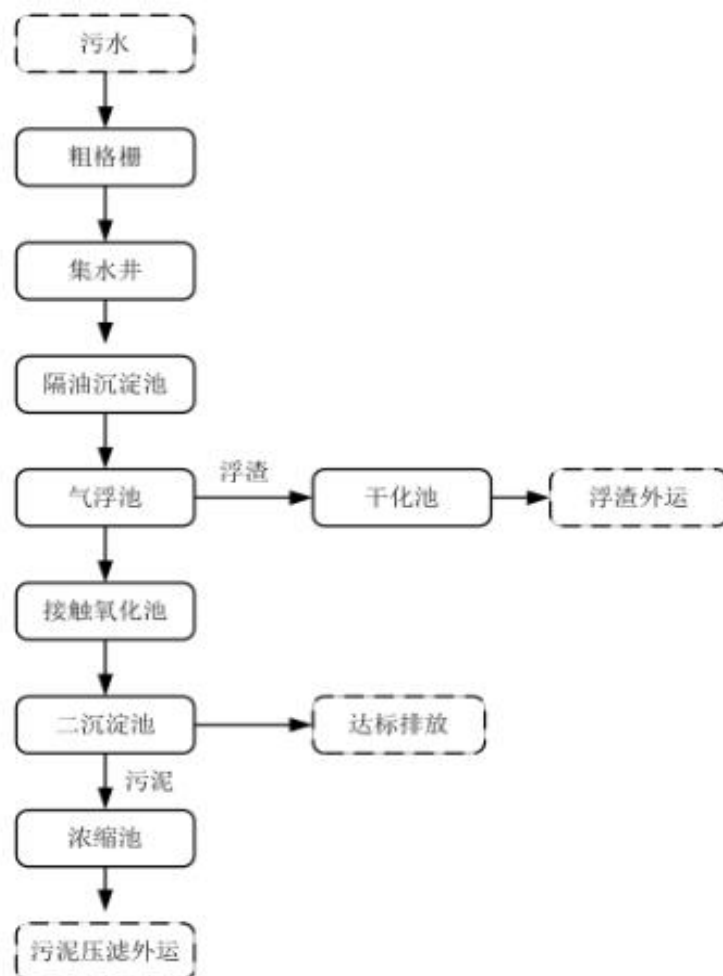 污水
粗格栅
集水井
隔油沉淀池
气浮池
浮渣
干化池
浮渣外运
接触氧化池
二沉淀池
达标排放
污泥
浓缩池
污泥压滤外运